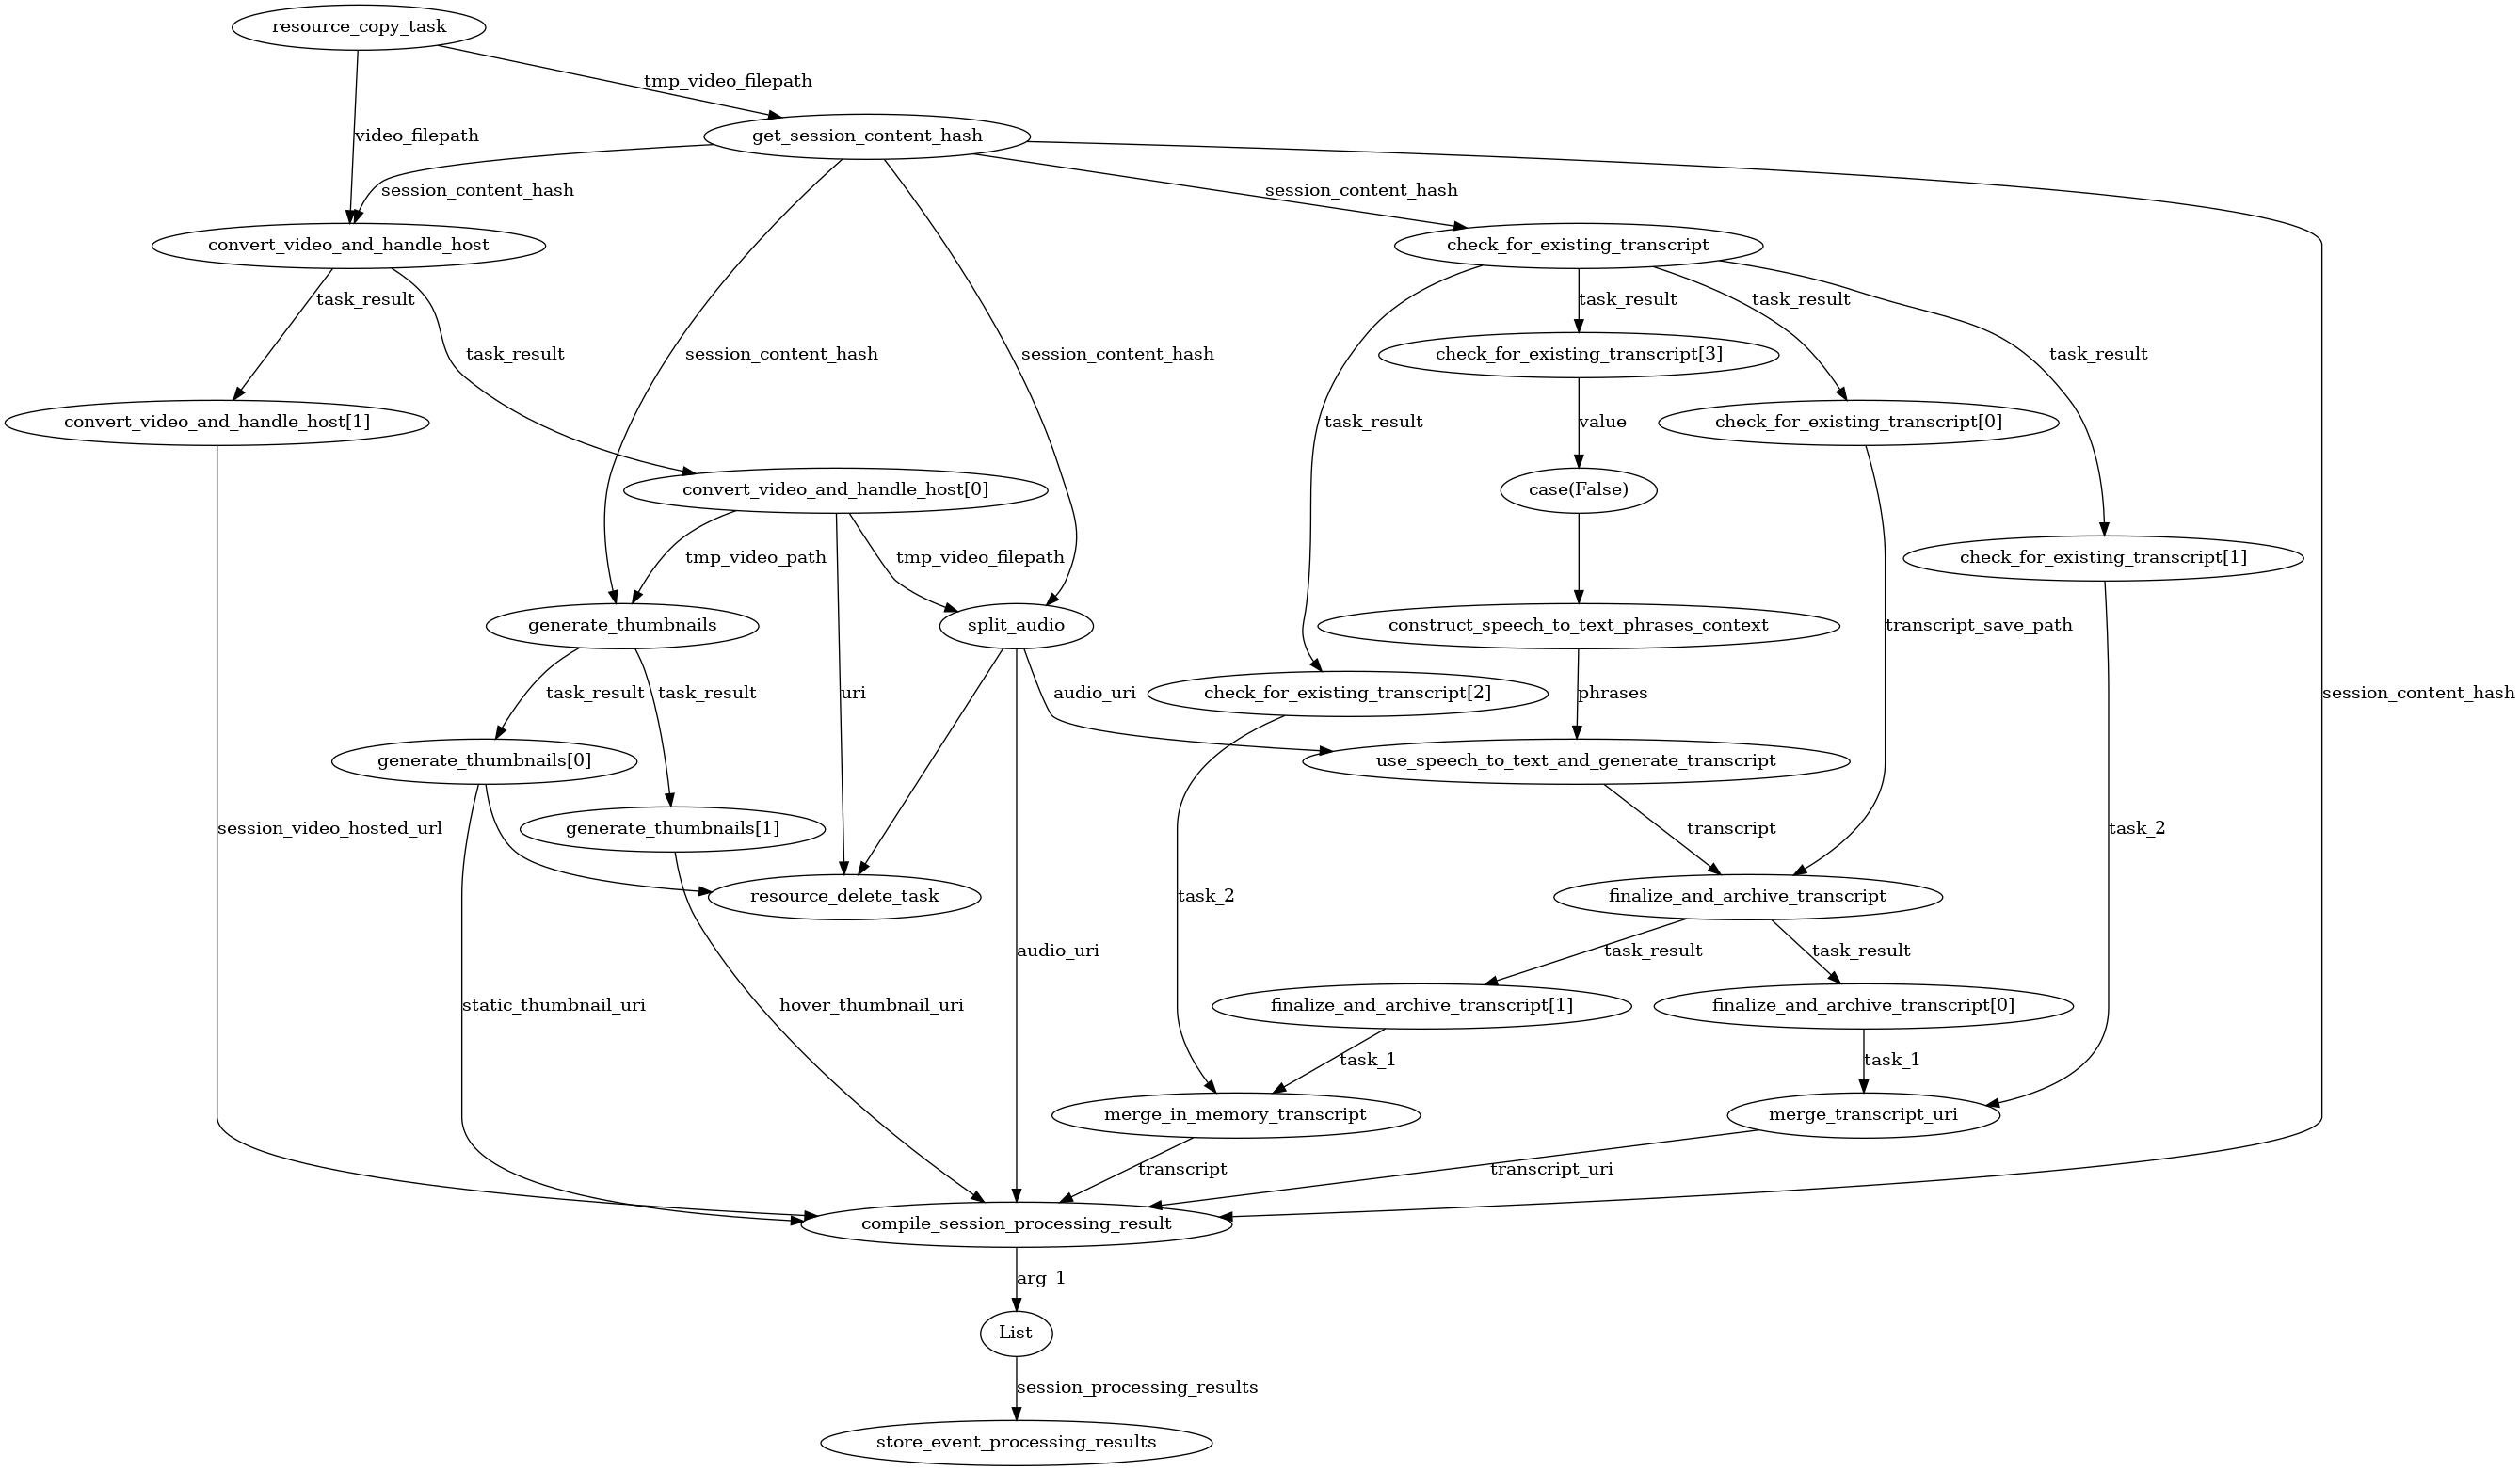 resource_copy_task
tmp_video_filepath
video_filepath
get_session_content_hash
session_content_hash
session_content_hash
convert_video_and_handle_host
check_for_existing_transcript
task_result
task_result
task_result
task_result
session_content_hash
session_content_hash
check_for_existing_transcript[3]
task_result
convert_video_and_handle_host[1]
task_result
value
check_for_existing_transcript[0]
convert_video_and_handle_host[0]
case(False)
tmp_video_path
tmp_video_filepath
check_for_existing_transcript[1]
generate_thumbnails
split_audio
construct_speech_to_text_phrases_context
transcript_save_path
task_result
task_result
uri
audio_uri
check_for_existing_transcript[2]
phrases
session_content_hash
generate_thumbnails[0]
use_speech_to_text_and_generate_transcript
session_video_hosted_url
generate_thumbnails[1]
transcript
task_2
resource_delete_task
task_2
finalize_and_archive_transcript
audio_uri
task_result
task_result
static_thumbnail_uri
hover_thumbnail_uri
finalize_and_archive_transcript[1]
finalize_and_archive_transcript[0]
task_1
task_1
merge_in_memory_transcript
merge_transcript_uri
transcript
transcript_uri
compile_session_processing_result
arg_1
List
session_processing_results
store_event_processing_results